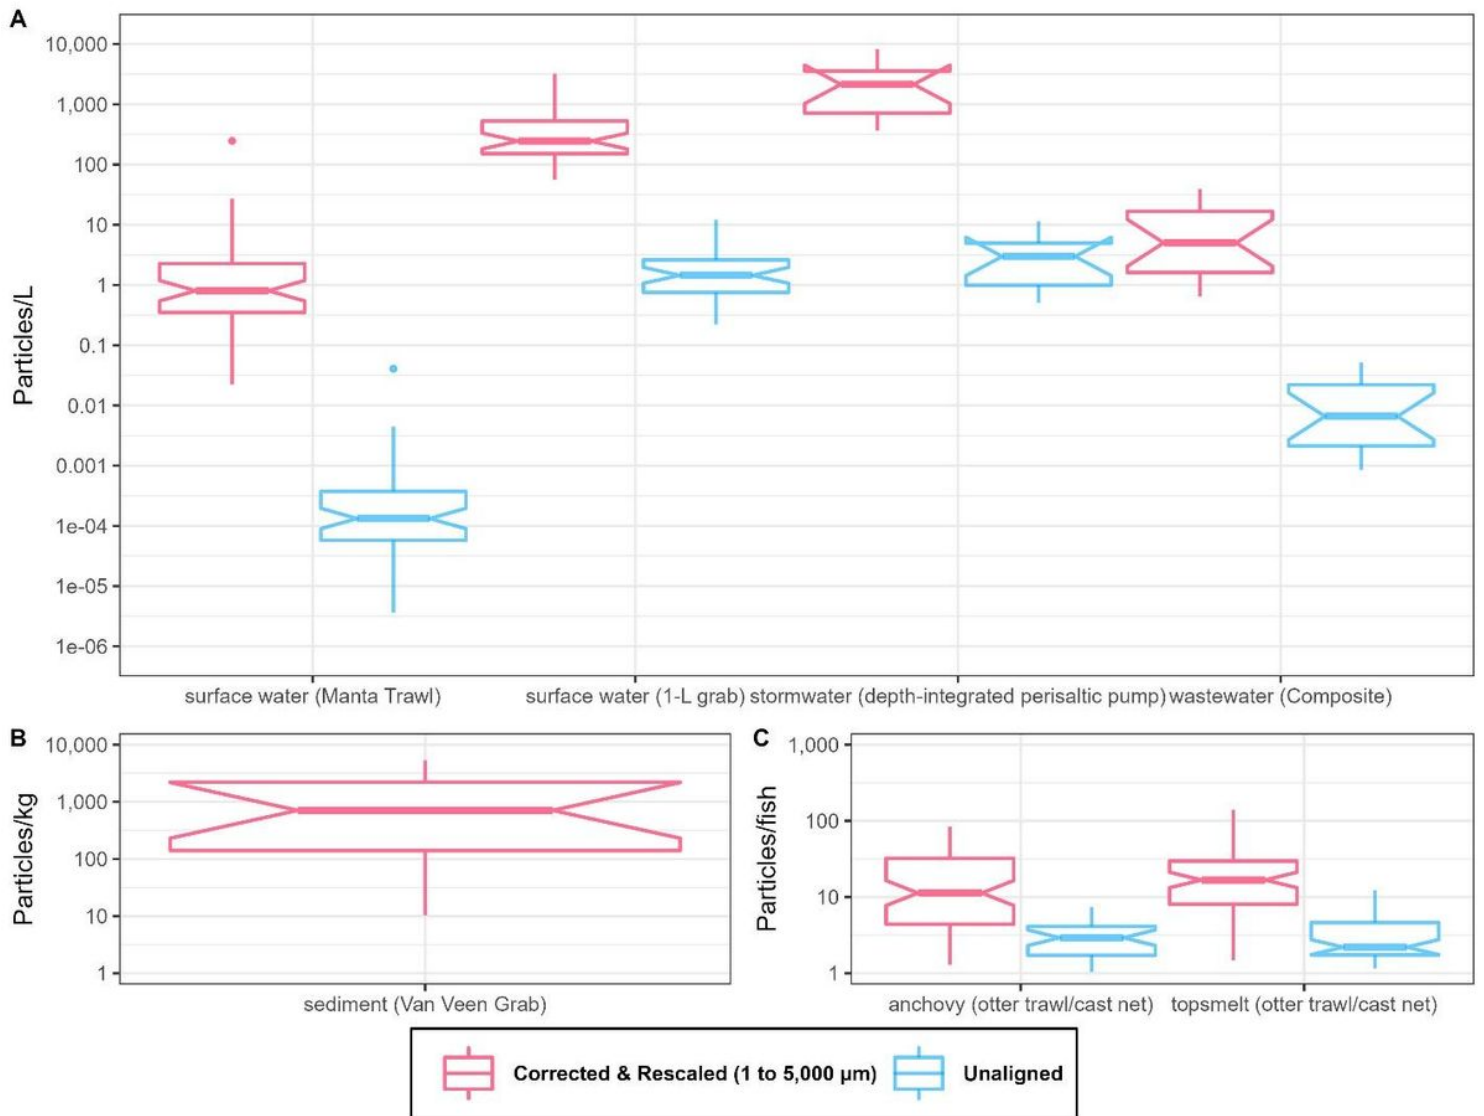 A
Particles/L
10,000
1,000
100
10
1
0.1
0.01
0.001
1e-04
1e-05
1e-06
surface water (Manta Trawl)
surface water (1-L grab)
stormwater (depth-integrated perisaltic pump)
wastewater (Composite)
B
Particles/kg
10,000
1,000
100
10
1
sediment (Van Veen Grab)
C
Particles/fish
1,000
100
10
1
anchovy (otter trawl/cast net)
topsmelt (otter trawl/cast net)
Corrected & Rescaled (1 to 5,000 µm)
Unaligned